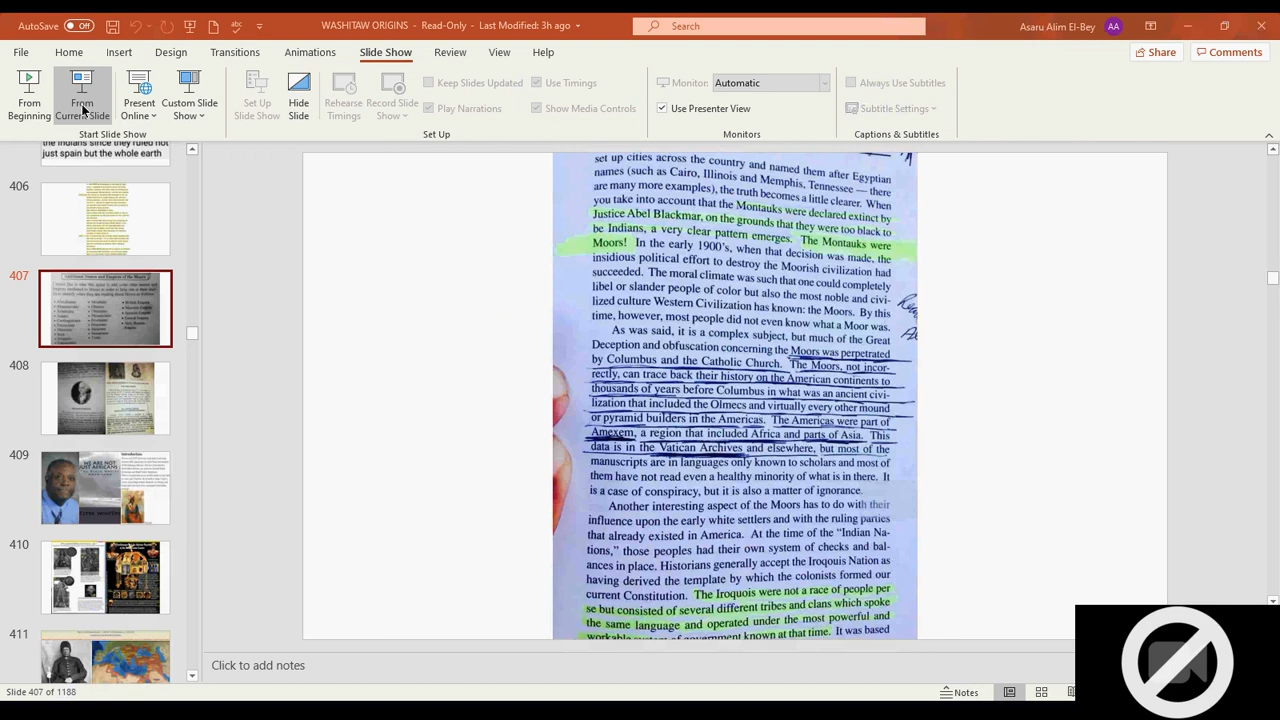 AutoSave Off
WASHITAW ORIGINS - Read-Only - Last Modified: 3h ago
Search
Asaru Alim El-Bey AA
File Home Insert Design Transitions Animations Slide Show Review View Help
Share Comments
From Beginning
From Current Slide
Present Online
Custom Slide Show
Set Up Slide Show
Hide Slide
Rehearse Timings
Record Slide Show
Keep Slides Updated
Play Narrations
Use Timings
Show Media Controls
Monitor: Automatic
Use Presenter View
Always Use Subtitles
Subtitle Settings
Start Slide Show
Set Up
Monitors
Captions & Subtitles
the Indians since they ruled not
just spain but the whole earth
406
407
408
409
WE ARE NOT
JUST AFRICANS
410
411
set up cities across the country and named them after Egyptian
names (such as Cairo, Illinois and Memphis, Tennessee — there
are many more examples), the truth becomes a little clearer. When
you take into account that the Montauks were declared extinct by
Justice Abel Blackmar, on the grounds that they were too black to
be Indians, a very clear pattern emerges. The Montauks were
Moors! In the early 1900's, when that decision was made, the
insidious political effort to destroy the Moorish civilization had
succeeded. The moral climate was such that one could completely
libel or slander people of color but also the most noble and civi-
lized culture Western Civilization has known: the Moors. By this
time, however, most people did not even know what a Moor was.
As was said, it is a complex subject, but much of the Great
Deception and obfuscation concerning the Moors was perpetrated
by Columbus and the Catholic Church. The Moors, not incor-
rectly, can trace back their history on the American continents to
thousands of years before Columbus in what was an ancient civi-
lization that included the Olmecs and virtually every other mound
or pyramid builders in the Americas. The Americas were part of
Amexem, a region that included Africa and parts of Asia. This
data is in the Vatican Archives and elsewhere, but most of the
manuscripts are in languages only known to scholars and most of
them have not read even a healthy minority of what is in there. It
is a case of conspiracy, but it is also a matter of ignorance.
Another interesting aspect of the Moors has to do with their
influence upon the early white settlers and with the ruling parties
that already existed in America. At the time of the “Indian Na-
tions,” those peoples had their own system of checks and bal-
ances in place. Historians generally accept the Iroquois Nation as
having derived the template by which the colonists formed our
current Constitution. The Iroquois were not a race of people per
se but consisted of several different tribes and clans which spoke
the same language and operated under the most powerful and
workable system of government known at that time. It was based
Click to add notes
Slide 407 of 1188
Notes